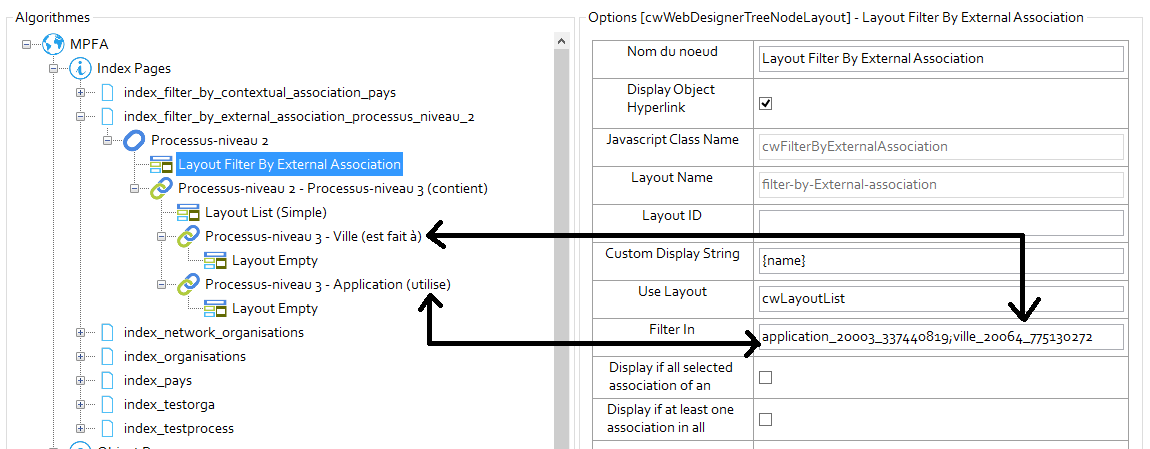 Algorithmes
MPFA
Index Pages
index_filter_by_contextual_association_pays
index_filter_by_external_association_processus_niveau_2
Processus-niveau 2
Layout Filter By External Association
Processus-niveau 2 - Processus-niveau 3 (contient)
Layout List (Simple)
Processus-niveau 3 - Ville (est fait à)
Layout Empty
Processus-niveau 3 - Application (utilise)
Layout Empty
index_network_organisations
index_organisations
index_pays
index_testorga
index_testprocess
Options [cwWebDesignerTreeNodeLayout] - Layout Filter By External Association
Nom du noeud
Layout Filter By External Association
Display Object
Hyperlink
Javascript Class Name
cwFilterByExternalAssociation
Layout Name
filter-by-External-association
Layout ID
Custom Display String
{name}
Use Layout
cwLayoutList
Filter In
application_20003_337440819;ville_20064_775130272
Display if all selected
association of an
Display if at least one
association in all